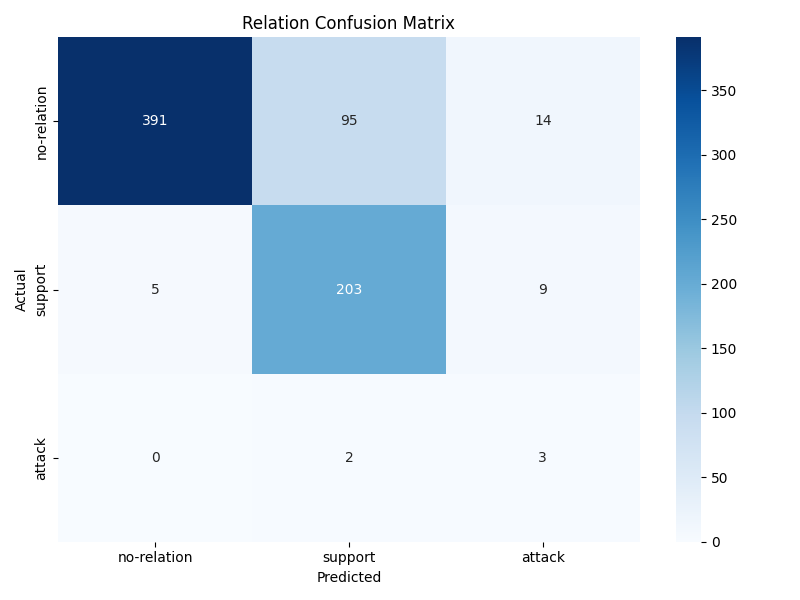 Relation Confusion Matrix
Actual
no-relation
support
attack
391 95 14
5 203 9
0 2 3
no-relation support attack
Predicted
350
300
250
200
150
100
50
0